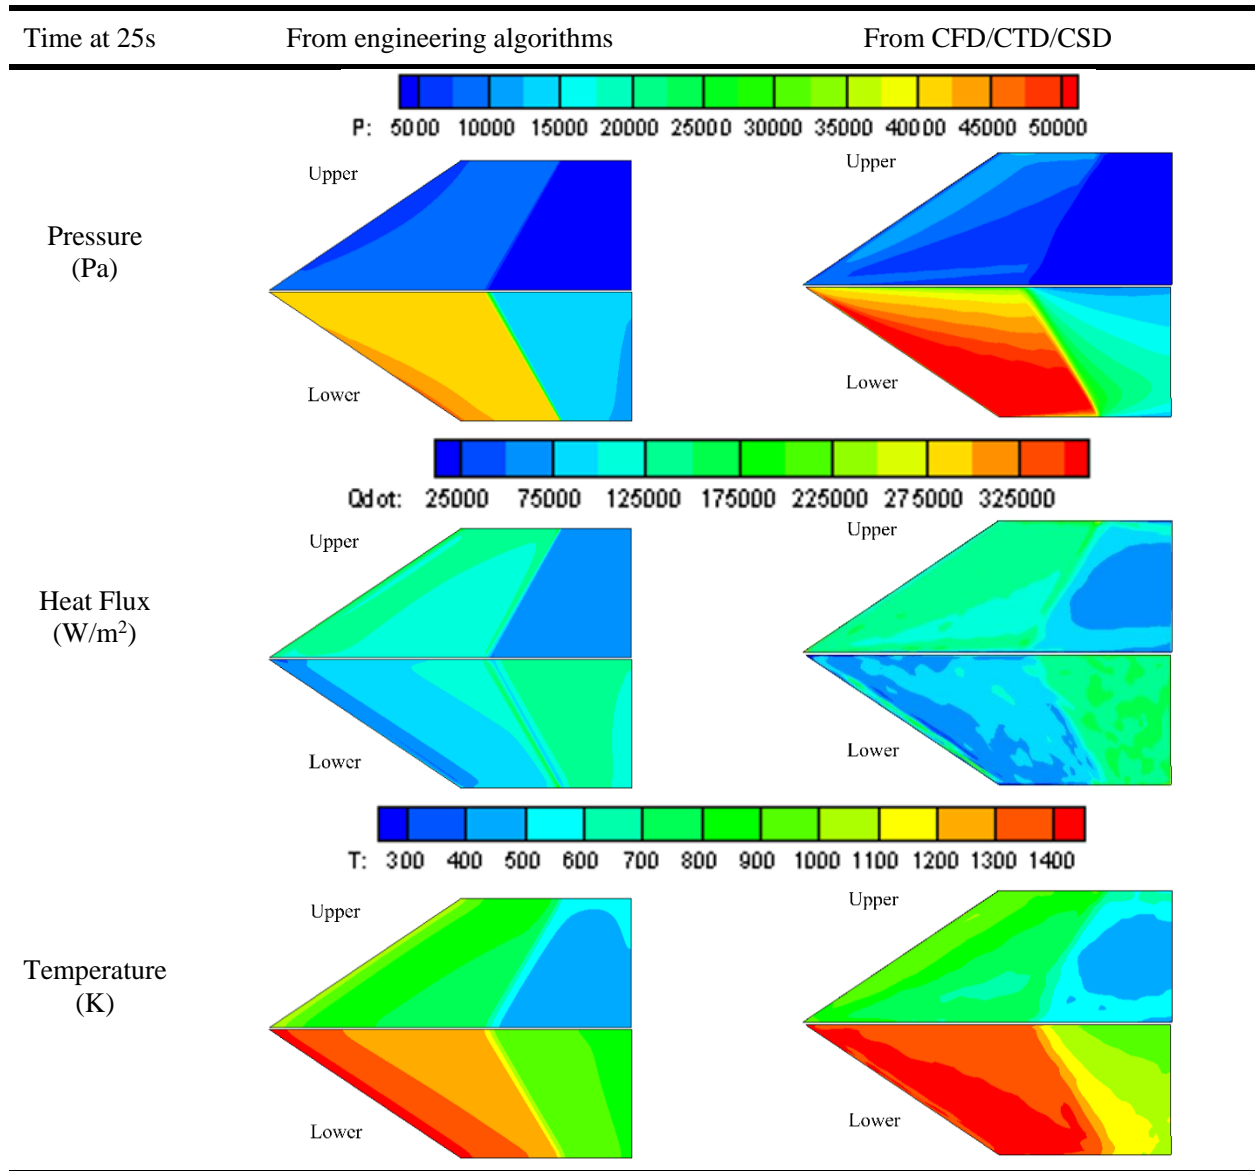 Time at 25s From engineering algorithms From CFD/CTD/CSD
P: 5000 10000 15000 20000 25000 30000 35000 40000 45000 50000
Upper Upper
Pressure
(Pa)
Lower Lower
Qdot: 25000 75000 125000 175000 225000 275000 325000
Upper Upper
Heat Flux
(W/m²)
Lower Lower
T: 300 400 500 600 700 800 900 1000 1100 1200 1300 1400
Upper Upper
Temperature
(K)
Lower Lower